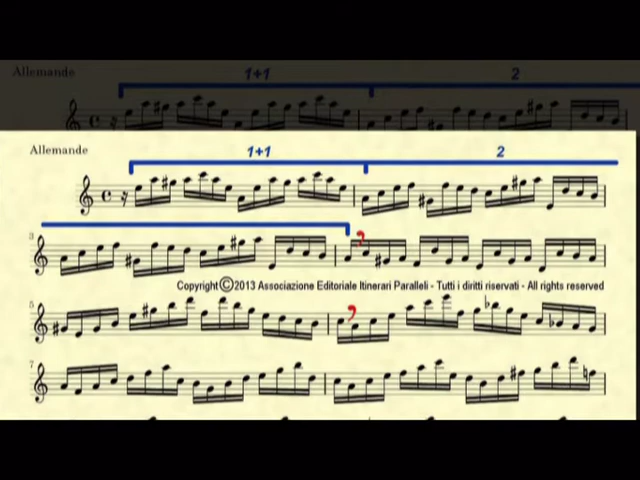 Allemande
1+1 2
Allemande
1+1 2
3
Copyright ©2013 Associazione Editoriale Itinerari Paralleli - Tutti i diritti riservati - All rights reserved
5
7